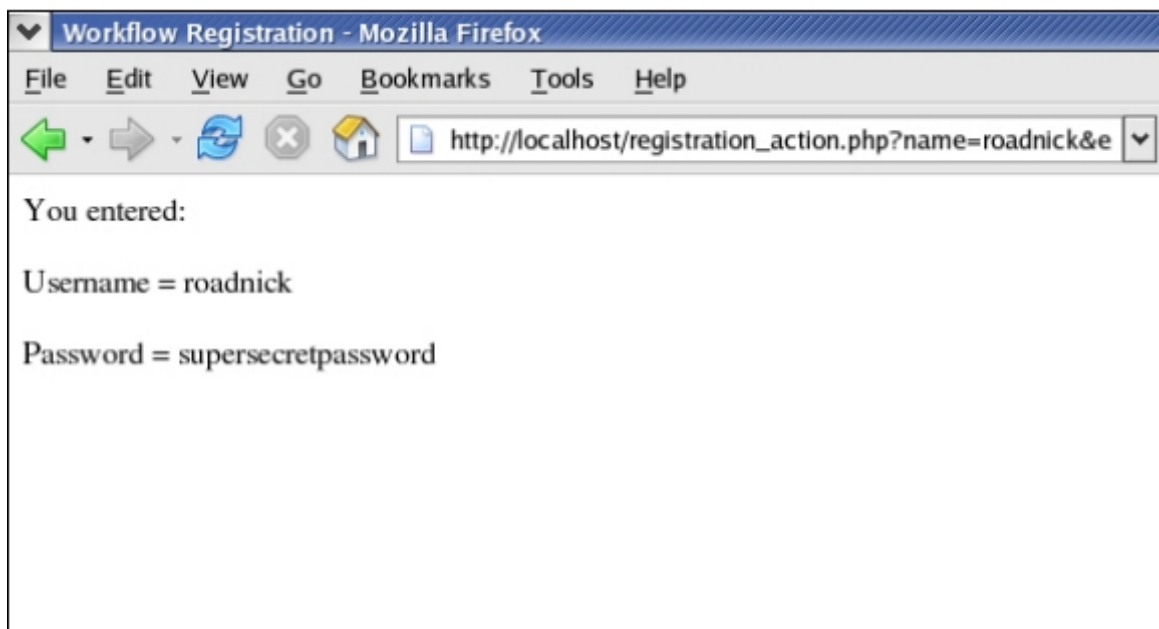 Workflow Registration - Mozilla Firefox
File Edit View Go Bookmarks Tools Help
http://localhost/registration_action.php?name=roadnick&e
You entered:
Username = roadnick
Password = supersecretpassword